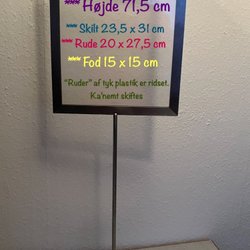 *** Højde 71,5 cm
*** Skilt 23,5 x 31 cm
*** Rude 20 x 27,5 cm
*** Fod 15 x 15 cm
"Ruder" af tyk plastik er ridset.
Ka'nemt skiftes